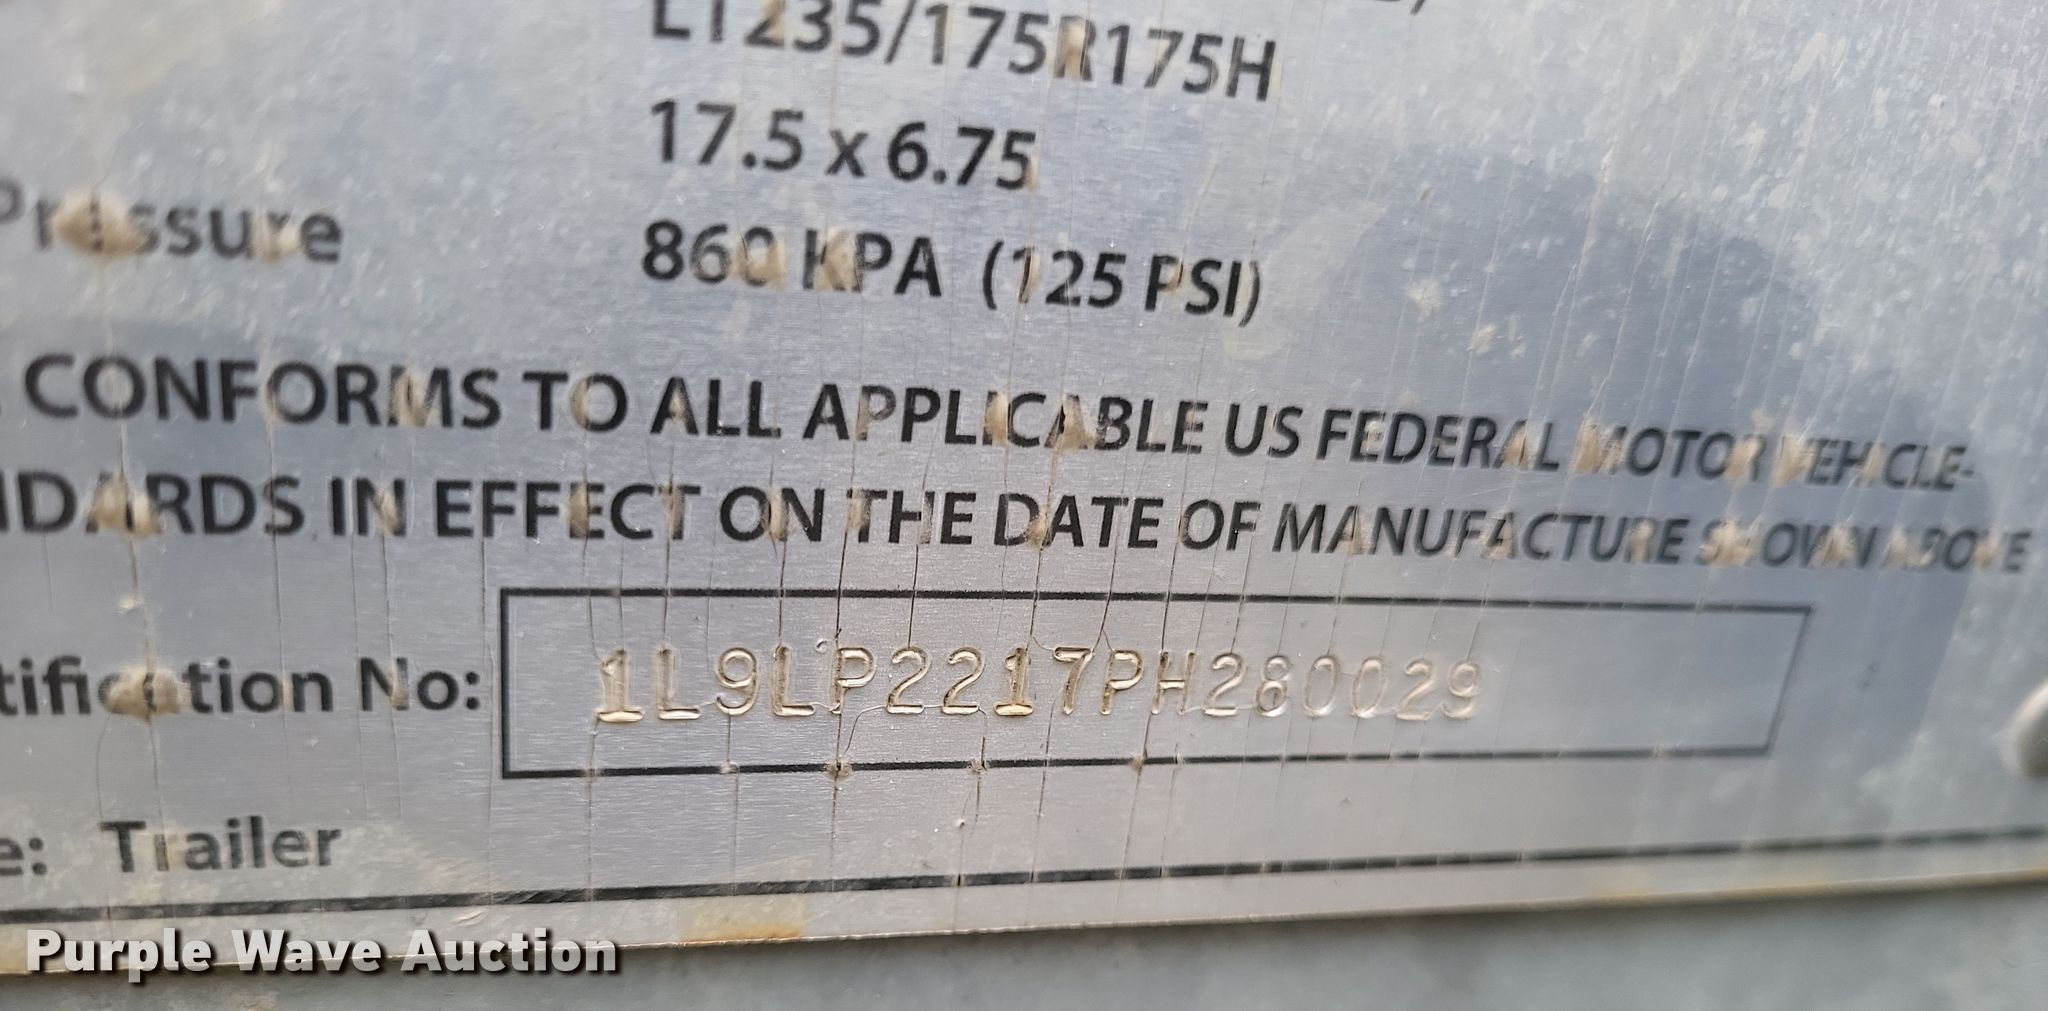 LT235/175R175H
17.5 x 6.75
Pressure 860 KPA (125 PSI)
CONFORMS TO ALL APPLICABLE US FEDERAL MOTOR VEHICLE-
NDARDS IN EFFECT ON THE DATE OF MANUFACTURE SHOWN ABOVE
tification No: 1L9LP2217PH280029
e: Trailer
Purple Wave Auction